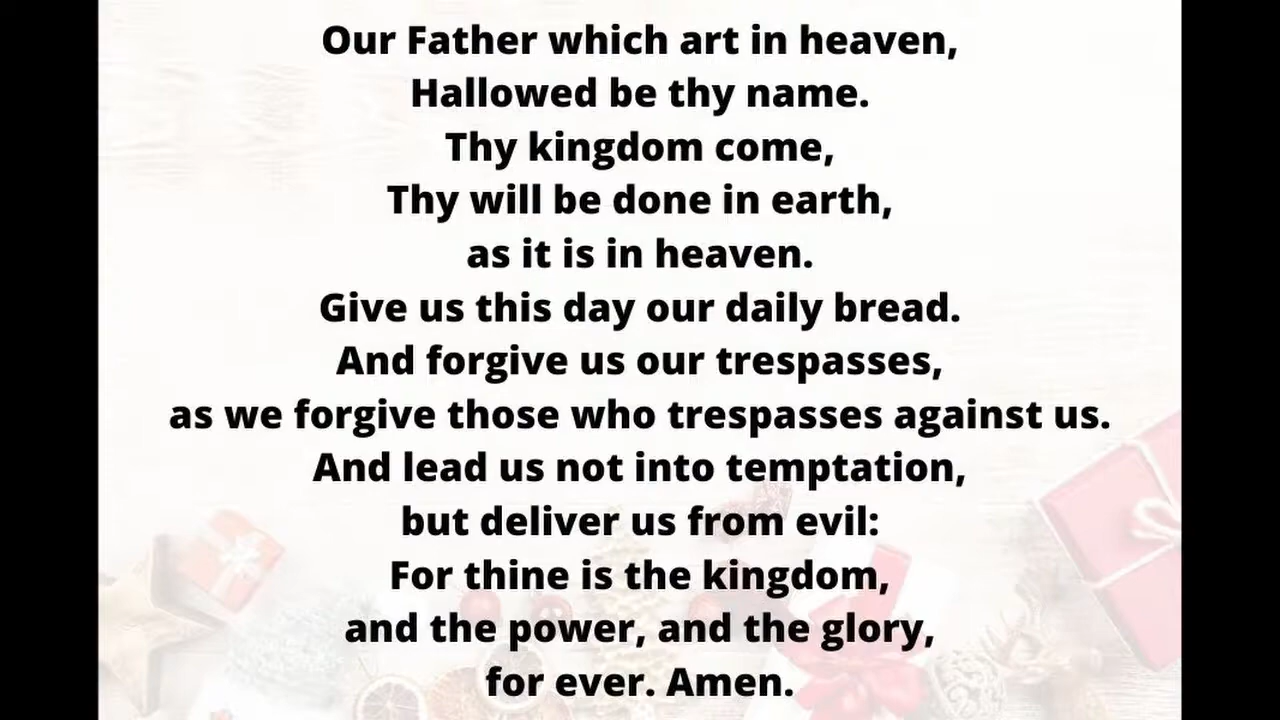 Our Father which art in heaven,
Hallowed be thy name.
Thy kingdom come,
Thy will be done in earth,
as it is in heaven.
Give us this day our daily bread.
And forgive us our trespasses,
as we forgive those who trespasses against us.
And lead us not into temptation,
but deliver us from evil:
For thine is the kingdom,
and the power, and the glory,
for ever. Amen.